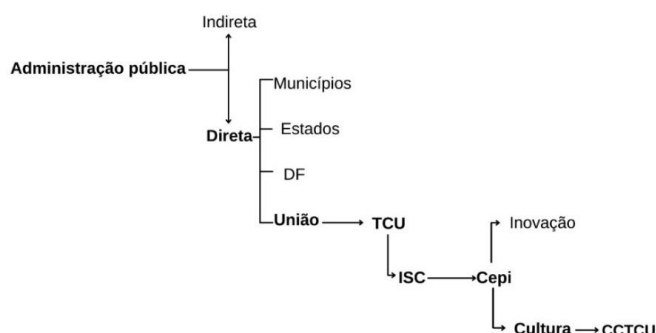 Indireta
Administração pública
Municípios
Estados
Direta
DF
União
TCU
Inovação
ISC
Cepi
Cultura
CCTCU